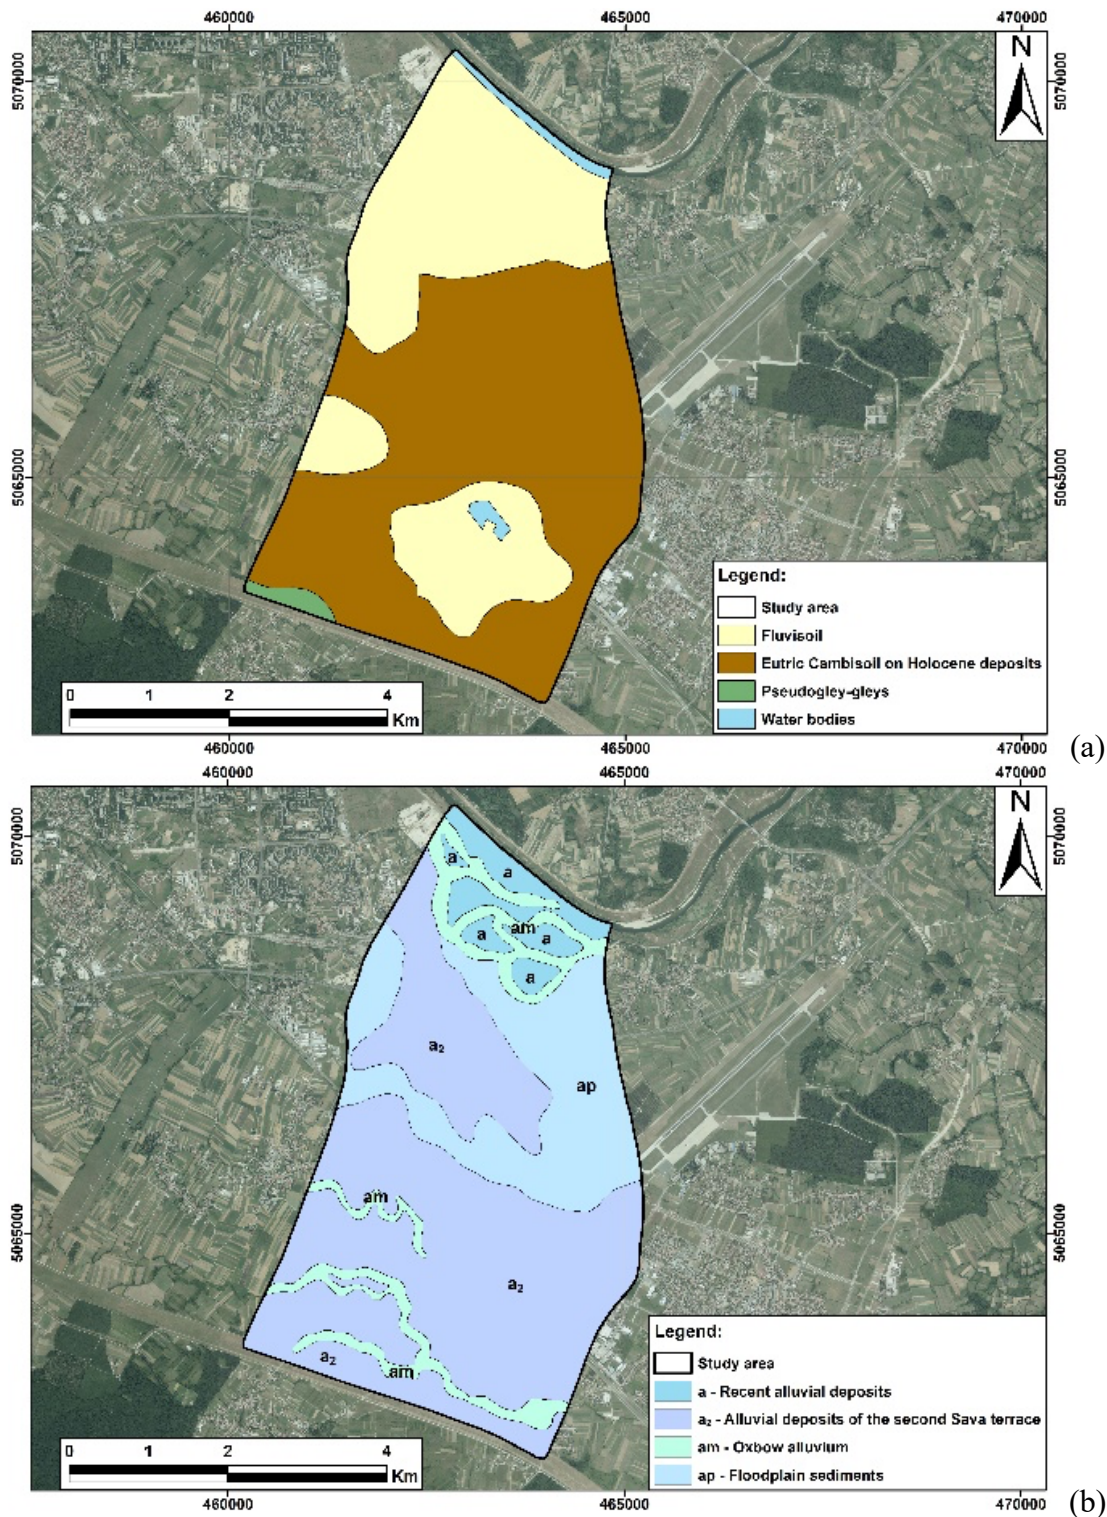 460000 465000 470000
5070000 5070000
N
5065000 5065000
Legend:
Study area
Fluvisoil
Eutric Cambisoil on Holocene deposits
Pseudogley-gleys
Water bodies
0 1 2 4
Km
460000 465000 470000
(a)
460000 465000 470000
5070000 5070000
N
a a
am
a a
a
a₂
ap
am
5065000 5065000
a₂
a₂
am
Legend:
Study area
a - Recent alluvial deposits
a₂ - Alluvial deposits of the second Sava terrace
am - Oxbow alluvium
ap - Floodplain sediments
0 1 2 4
Km
460000 465000 470000
(b)